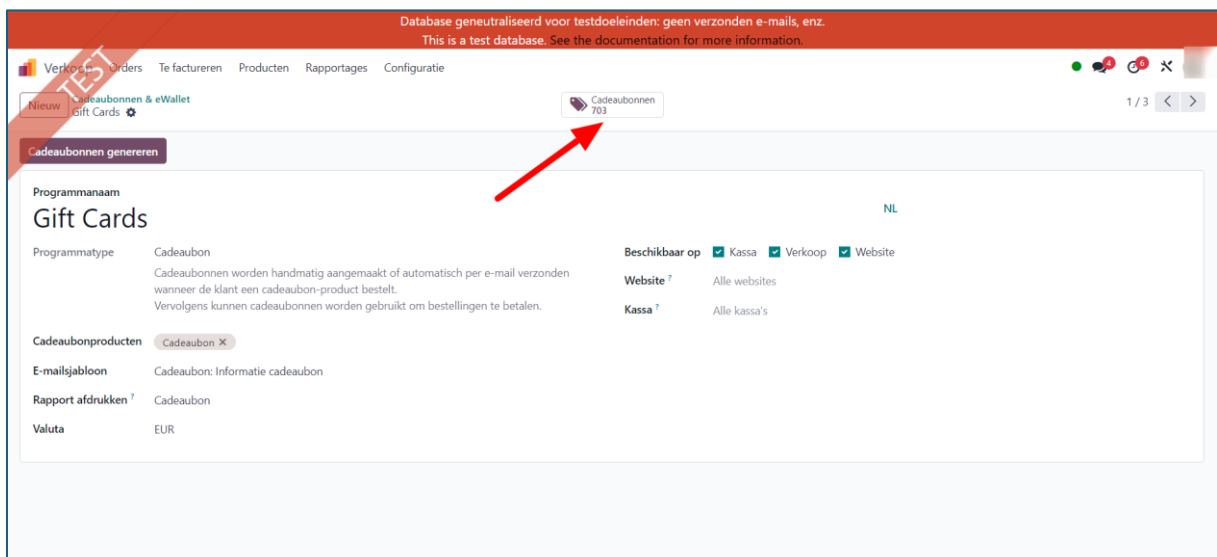 Database geneutraliseerd voor testdoeleinden: geen verzonden e-mails, enz.
This is a test database. See the documentation for more information.
TEST
Verkoop Orders Te factureren Producten Rapportages Configuratie
4 6
Nieuw Cadeaubonnen & eWallet
Gift Cards
Cadeaubonnen
703
1 / 3
Cadeaubonnen genereren
Programmanaam
Gift Cards
NL
Programmatype Cadeaubon
Cadeaubonnen worden handmatig aangemaakt of automatisch per e-mail verzonden
wanneer de klant een cadeaubon-product bestelt.
Vervolgens kunnen cadeaubonnen worden gebruikt om bestellingen te betalen.
Beschikbaar op Kassa Verkoop Website
Website ? Alle websites
Kassa ? Alle kassa's
Cadeaubonproducten Cadeaubon ×
E-mailsjabloon Cadeaubon: Informatie cadeaubon
Rapport afdrukken ? Cadeaubon
Valuta EUR